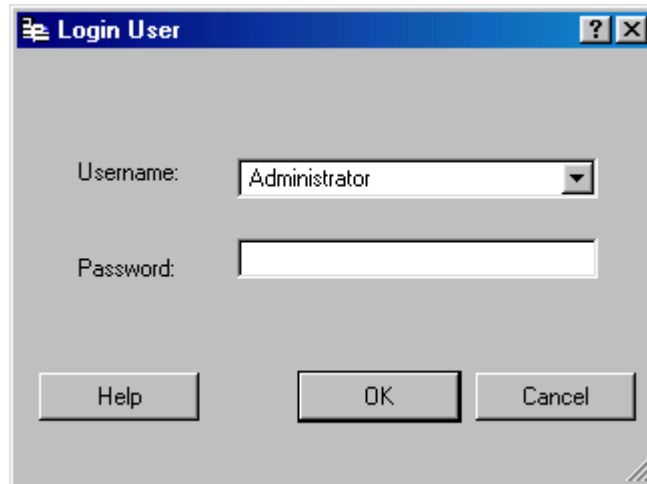 Login User
Username:
Administrator
Password:
Help
OK
Cancel